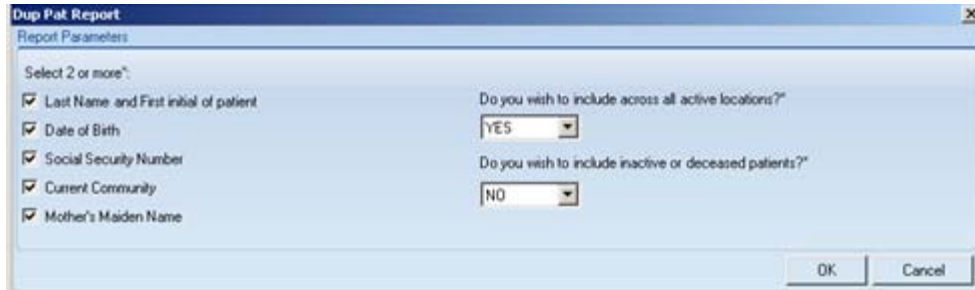 Dup Pat Report
Report Parameters
Select 2 or more*:
Last Name and First initial of patient
Date of Birth
Social Security Number
Current Community
Mother's Maiden Name
Do you wish to include across all active locations?*
YES
Do you wish to include inactive or deceased patients?*
NO
OK
Cancel